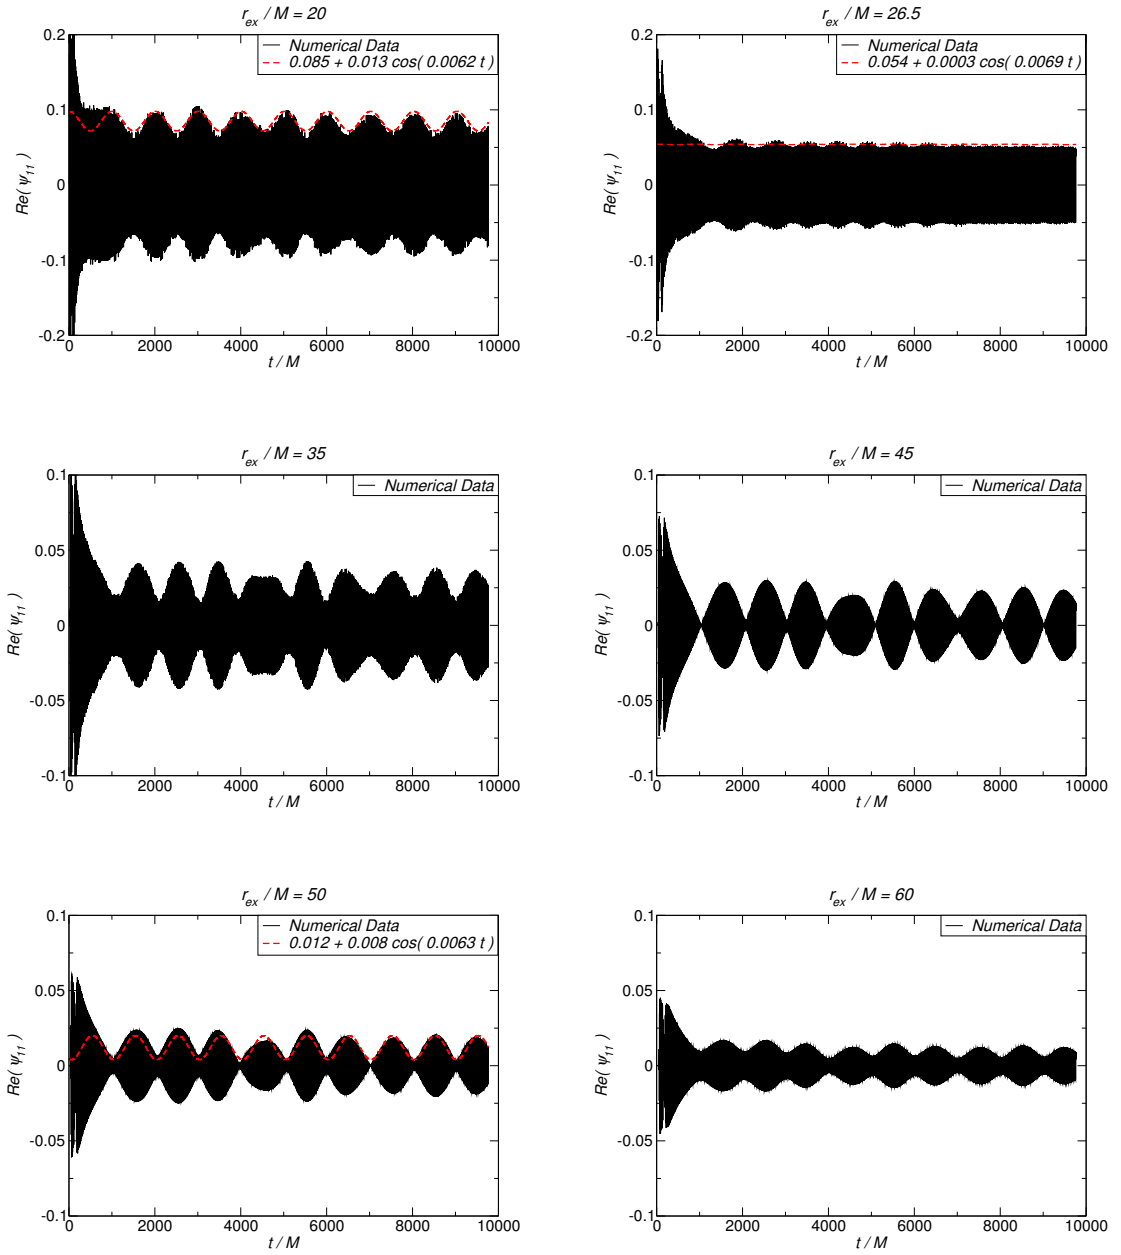 r_ex / M = 20
Numerical Data
0.085 + 0.013 cos( 0.0062 t )
0.2
0.1
0
-0.1
-0.2
Re( ψ_11 )
0 2000 4000 6000 8000 10000
t / M
r_ex / M = 26.5
Numerical Data
0.054 + 0.0003 cos( 0.0069 t )
0.2
0.1
0
-0.1
-0.2
Re( ψ_11 )
0 2000 4000 6000 8000 10000
t / M
r_ex / M = 35
Numerical Data
0.1
0.05
0
-0.05
-0.1
Re( ψ_11 )
0 2000 4000 6000 8000 10000
t / M
r_ex / M = 45
Numerical Data
0.1
0.05
0
-0.05
-0.1
Re( ψ_11 )
0 2000 4000 6000 8000 10000
t / M
r_ex / M = 50
Numerical Data
0.012 + 0.008 cos( 0.0063 t )
0.1
0.05
0
-0.05
-0.1
Re( ψ_11 )
0 2000 4000 6000 8000 10000
t / M
r_ex / M = 60
Numerical Data
0.1
0.05
0
-0.05
-0.1
Re( ψ_11 )
0 2000 4000 6000 8000 10000
t / M